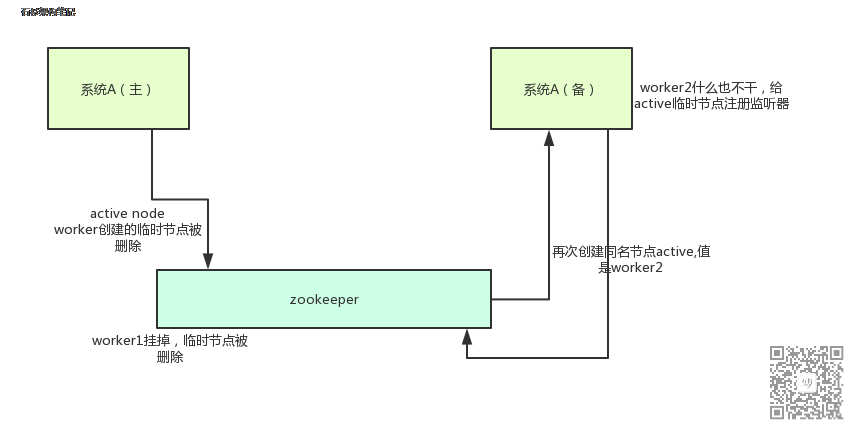 系统A（主）
系统A（备）
worker2什么也不干，给
active临时节点注册监听器
active node
worker创建的临时节点被
删除
再次创建同名节点active,值
是worker2
zookeeper
worker1挂掉，临时节点被
删除